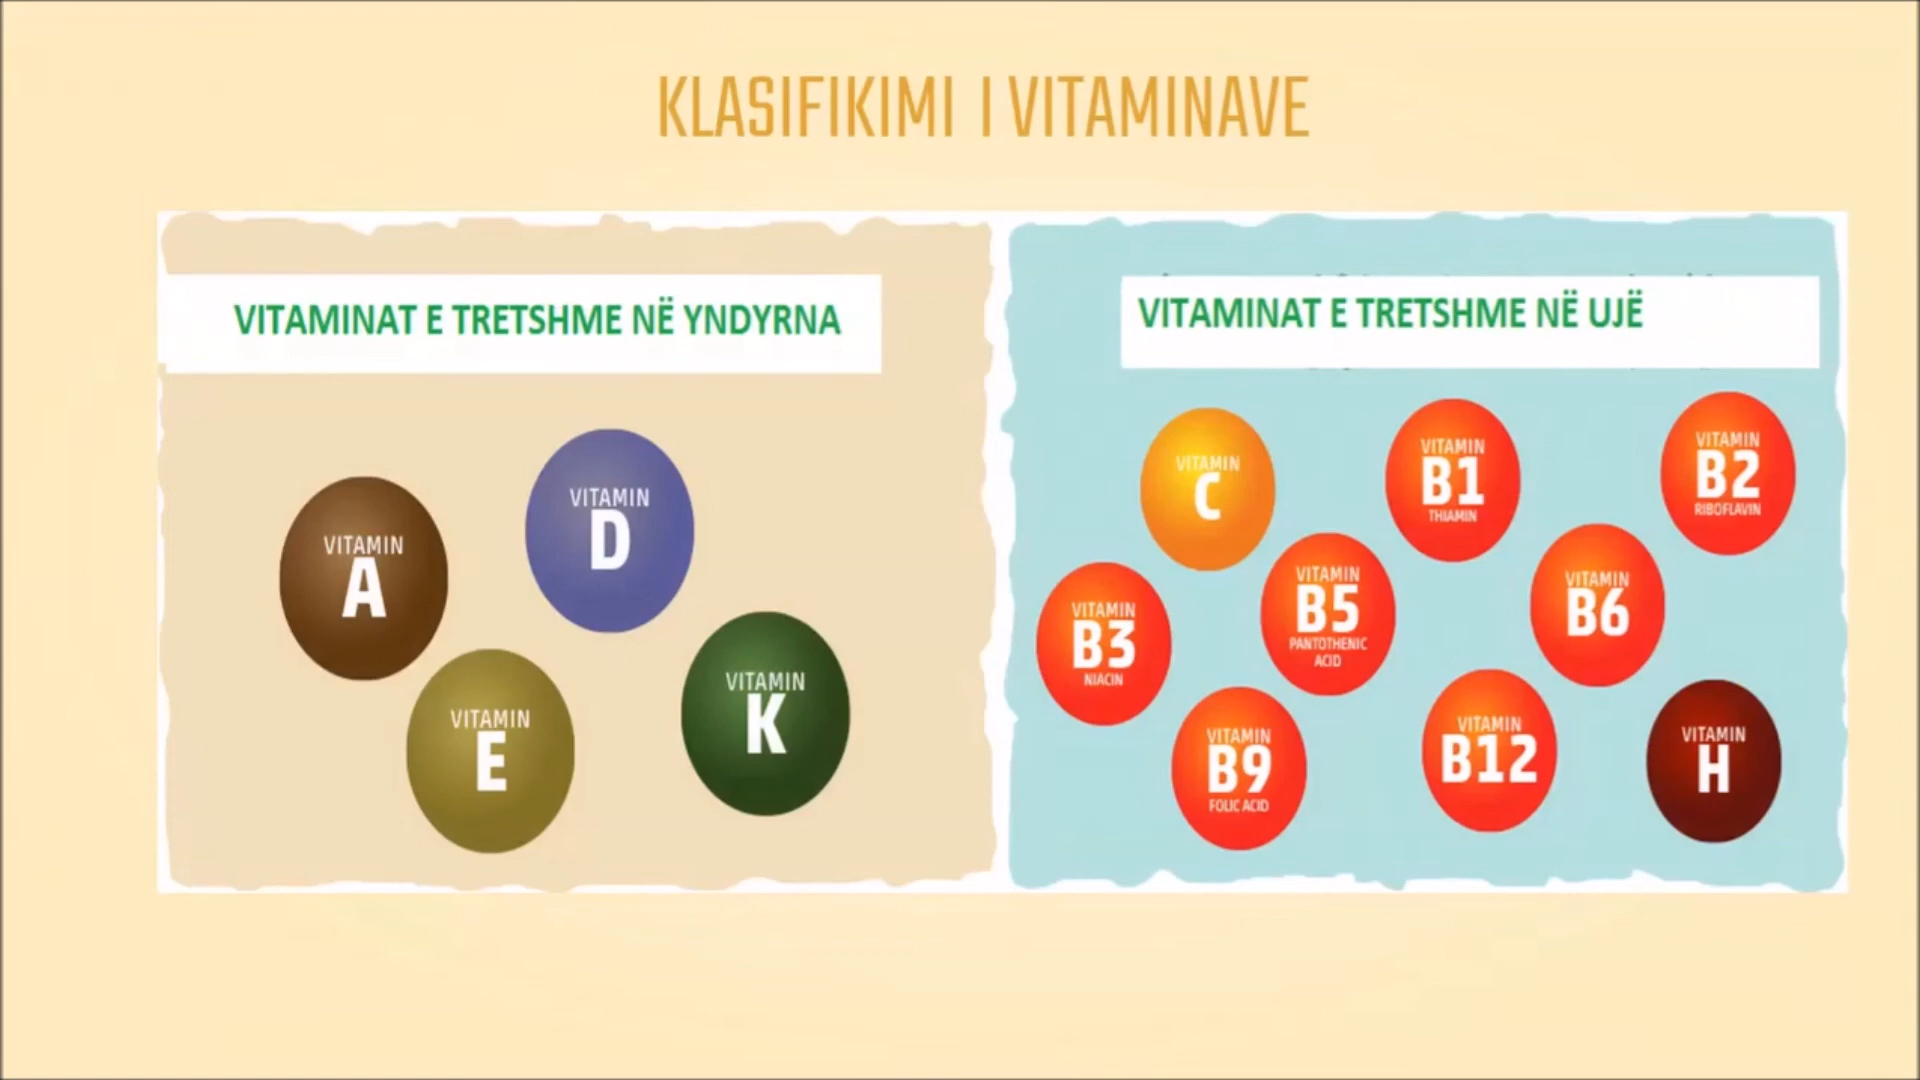 KLASIFIKIMI I VITAMINAVE
VITAMINAT E TRETSHME NË YNDYRNA
VITAMIN
A
VITAMIN
D
VITAMIN
E
VITAMIN
K
VITAMINAT E TRETSHME NË UJË
VITAMIN
C
VITAMIN
B1
THIAMIN
VITAMIN
B2
RIBOFLAVIN
VITAMIN
B3
NIACIN
VITAMIN
B5
PANTOTHENIC
ACID
VITAMIN
B6
VITAMIN
B9
FOLIC ACID
VITAMIN
B12
VITAMIN
H